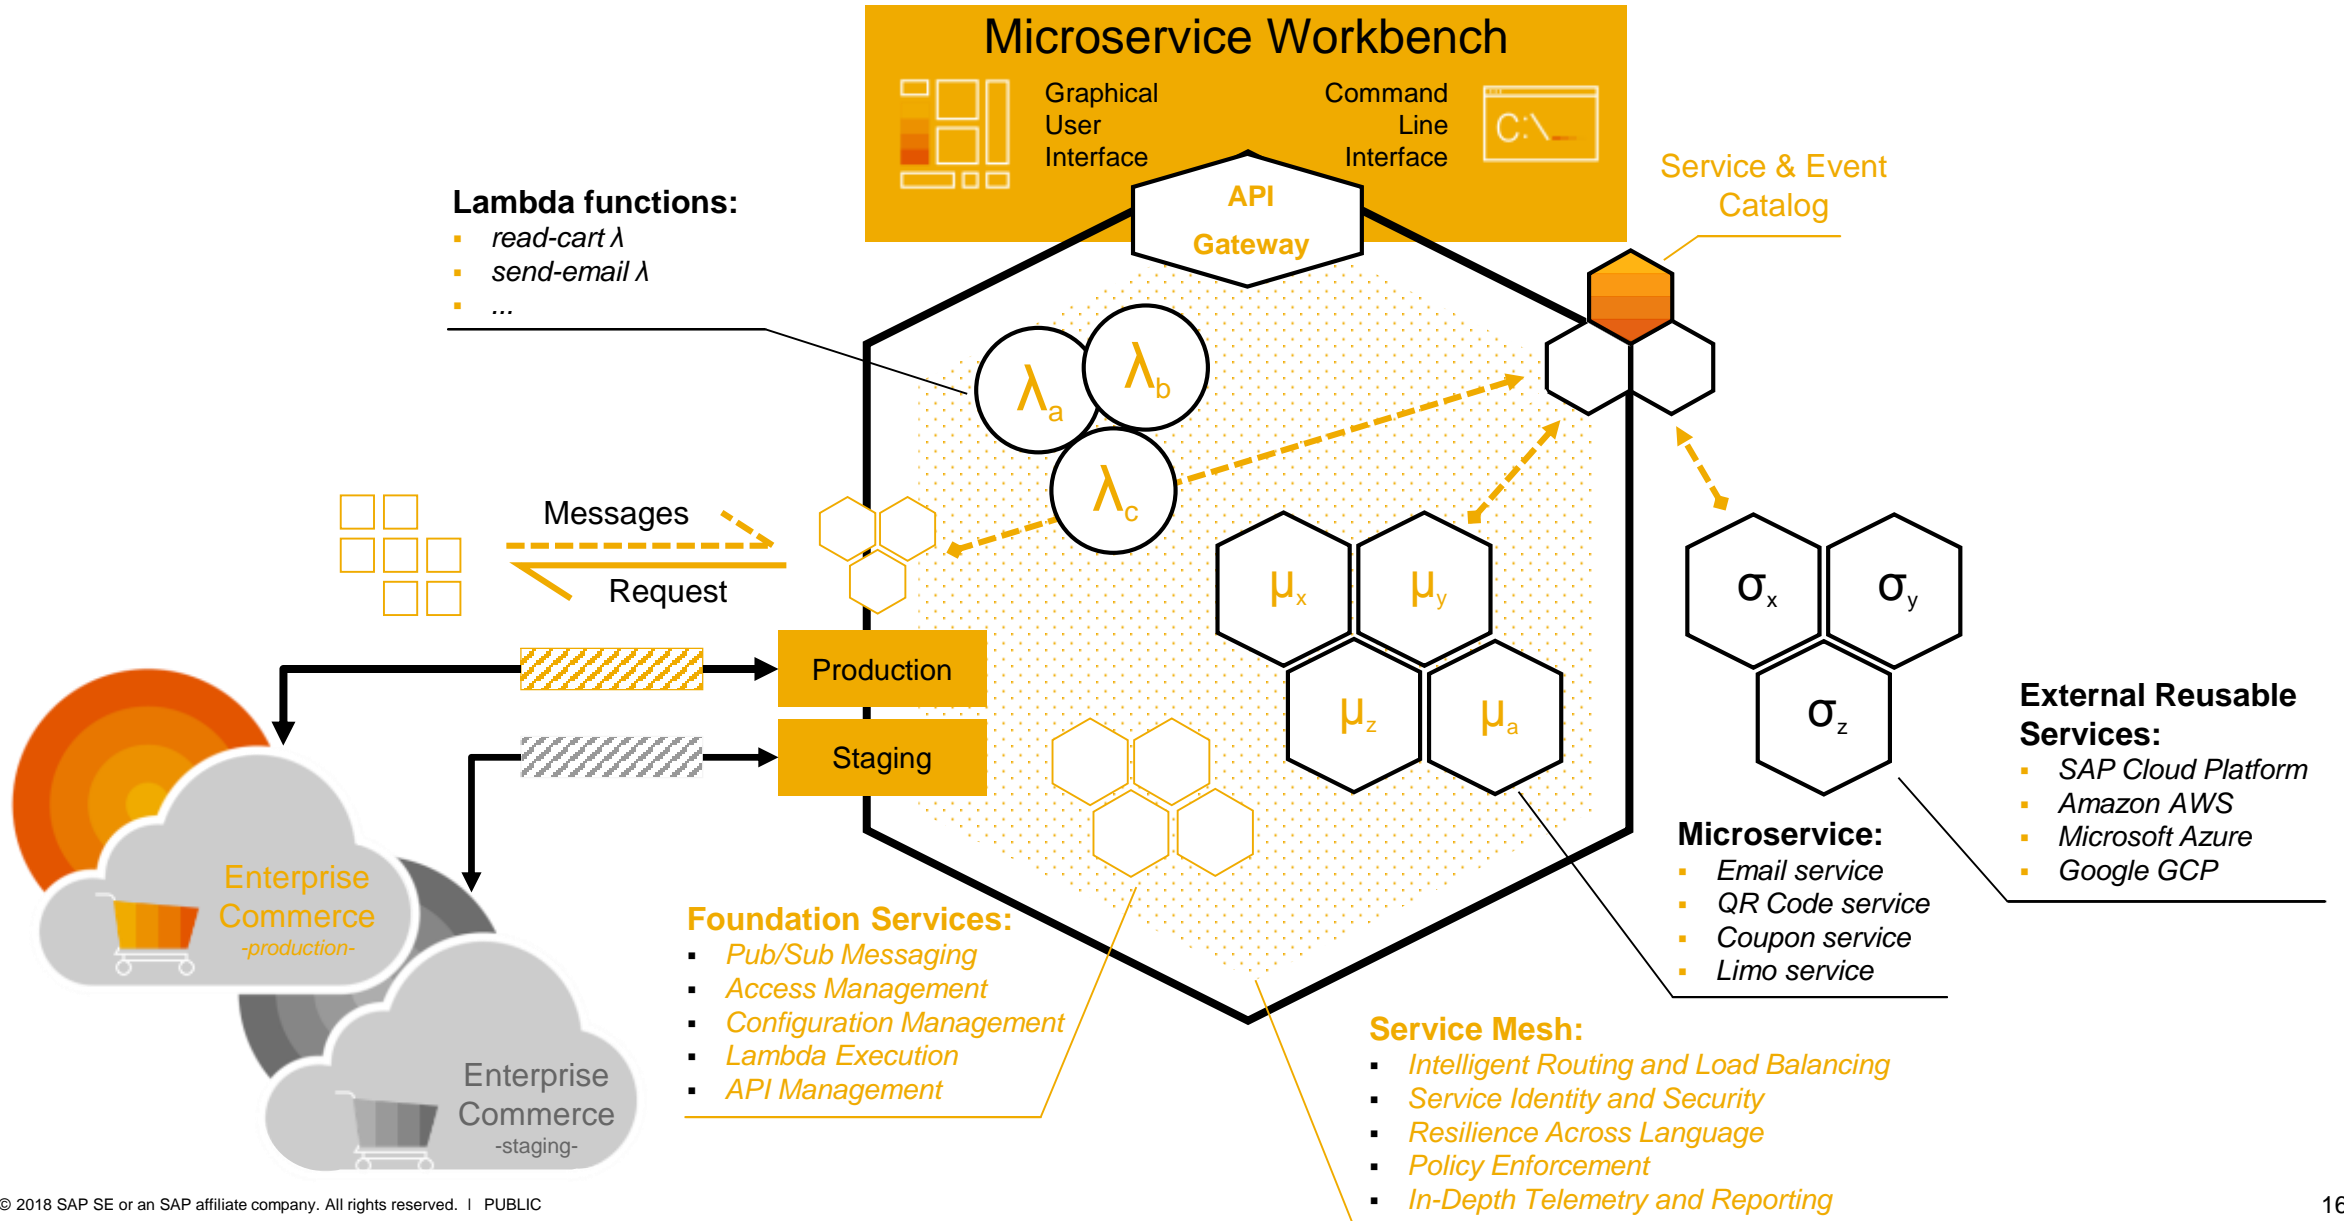 Microservice Workbench
Graphical
User
Interface
Command
Line
Interface
C:\_
API
Gateway
Service & Event
Catalog
Lambda functions:
read-cart λ
send-email λ
...
λa
λb
λc
Messages
Request
Production
Staging
μx
μy
μz
μa
σx
σy
σz
External Reusable
Services:
SAP Cloud Platform
Amazon AWS
Microsoft Azure
Google GCP
Microservice:
Email service
QR Code service
Coupon service
Limo service
Enterprise
Commerce
-production-
Enterprise
Commerce
-staging-
Foundation Services:
Pub/Sub Messaging
Access Management
Configuration Management
Lambda Execution
API Management
Service Mesh:
Intelligent Routing and Load Balancing
Service Identity and Security
Resilience Across Language
Policy Enforcement
In-Depth Telemetry and Reporting
© 2018 SAP SE or an SAP affiliate company. All rights reserved. ǀ PUBLIC
16